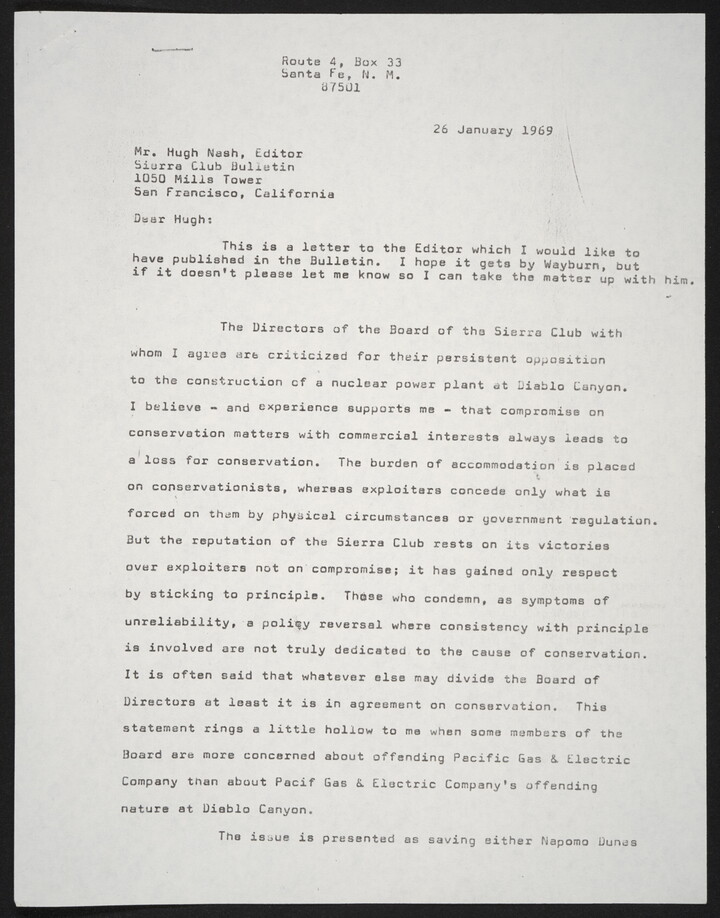 Route 4, Box 33
Santa Fe, N. M.
87501
26 January 1969
Mr. Hugh Nash, Editor
Sierra Club Bulletin
1050 Mills Tower
San Francisco, California
Dear Hugh:
This is a letter to the Editor which I would like to
have published in the Bulletin. I hope it gets by Wayburn, but
if it doesn't please let me know so I can take the matter up with him.
The Directors of the Board of the Sierra Club with
whom I agree are criticized for their persistent opposition
to the construction of a nuclear power plant at Diablo Canyon.
I believe - and experience supports me - that compromise on
conservation matters with commercial interests always leads to
a loss for conservation. The burden of accommodation is placed
on conservationists, whereas exploiters concede only what is
forced on them by physical circumstances or government regulation.
But the reputation of the Sierra Club rests on its victories
over exploiters not on compromise; it has gained only respect
by sticking to principle. Those who condemn, as symptoms of
unreliability, a policy reversal where consistency with principle
is involved are not truly dedicated to the cause of conservation.
It is often said that whatever else may divide the Board of
Directors at least it is in agreement on conservation. This
statement rings a little hollow to me when some members of the
Board are more concerned about offending Pacific Gas & Electric
Company than about Pacif Gas & Electric Company's offending
nature at Diablo Canyon.
The issue is presented as saving either Napomo Dunes